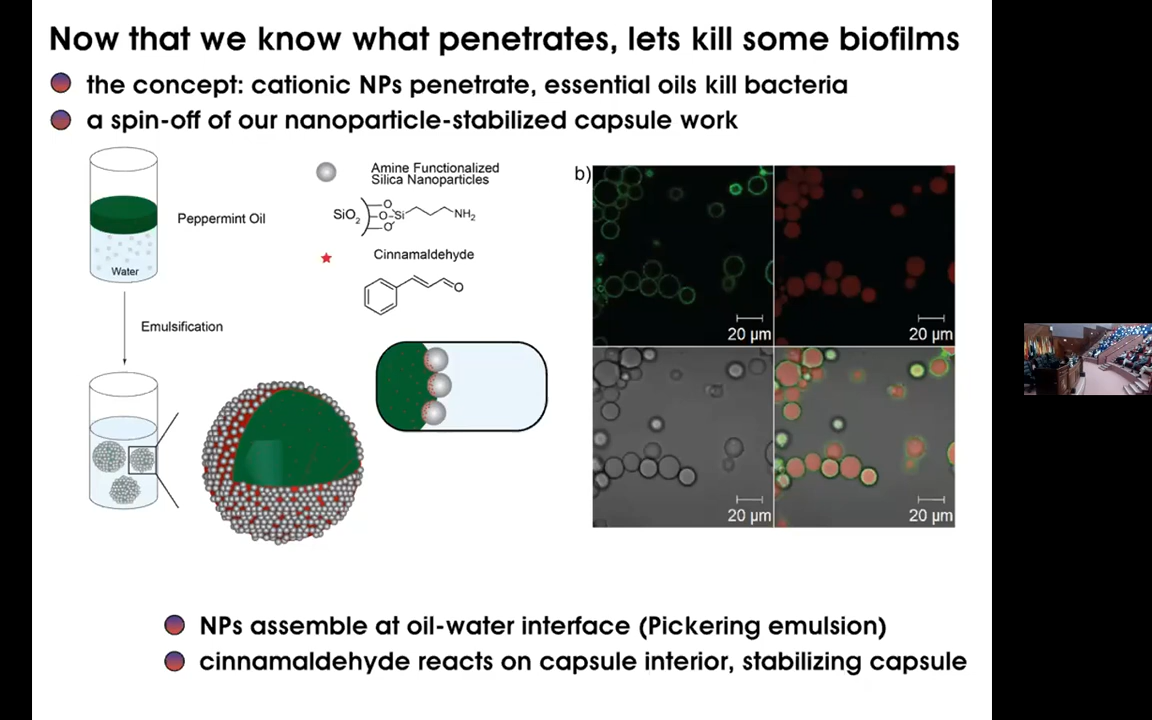 Now that we know what penetrates, lets kill some biofilms
the concept: cationic NPs penetrate, essential oils kill bacteria
a spin-off of our nanoparticle-stabilized capsule work
Peppermint Oil
Water
Emulsification
Amine Functionalized
Silica Nanoparticles
SiO2
O
O-Si
O
NH2
Cinnamaldehyde
O
b)
20 μm
20 μm
20 μm
20 μm
NPs assemble at oil-water interface (Pickering emulsion)
cinnamaldehyde reacts on capsule interior, stabilizing capsule